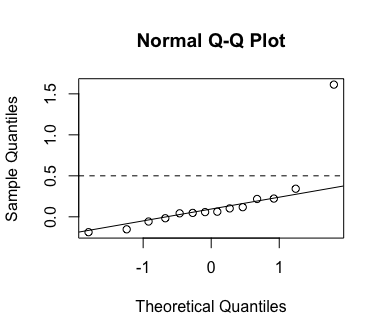 Normal Q-Q Plot
Sample Quantiles
1.5
1.0
0.5
0.0
-1 0 1
Theoretical Quantiles